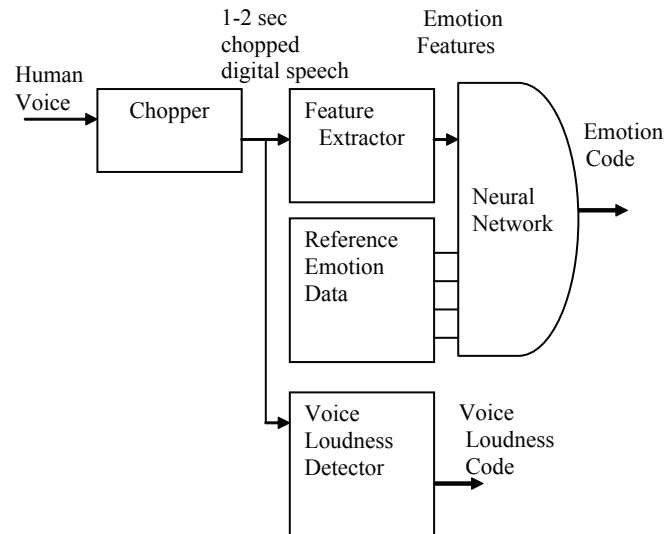 1-2 sec
chopped
digital speech
Emotion
Features
Human
Voice
Chopper
Feature
Extractor
Emotion
Code
Neural
Network
Reference
Emotion
Data
Voice
Loudness
Detector
Voice
Loudness
Code